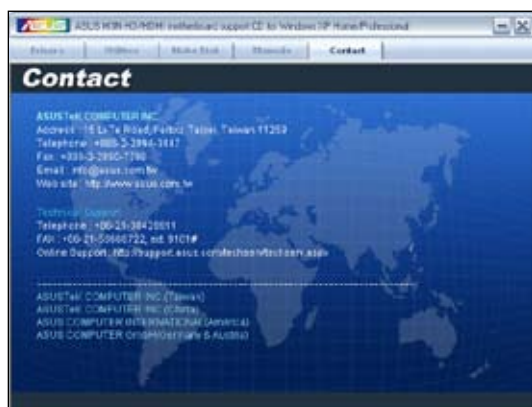 ASUS ASUS M3N-HD/HDMI motherboard support CD for Windows XP Home/Professional
Drivers Utilities Make Disk Manuals Contact
Contact
ASUSTeK COMPUTER INC.
Address : 15 Li-Te Road, Peitou, Taipei, Taiwan 11259
Telephone : +886-2-2894-3447
Fax : +886-2-2890-7798
Email : info@asus.com.tw
Web site : http://www.asus.com.tw
Technical Support
Telephone : +86-21-38429911
FAX : +86-21-58668722, ext. 9101#
Online Support : http://support.asus.com/techserv/techserv.aspx
ASUSTeK COMPUTER INC.(Taiwan)
ASUSTeK COMPUTER INC.(China)
ASUS COMPUTER INTERNATIONAL(America)
ASUS COMPUTER GmbH(Germany & Austria)